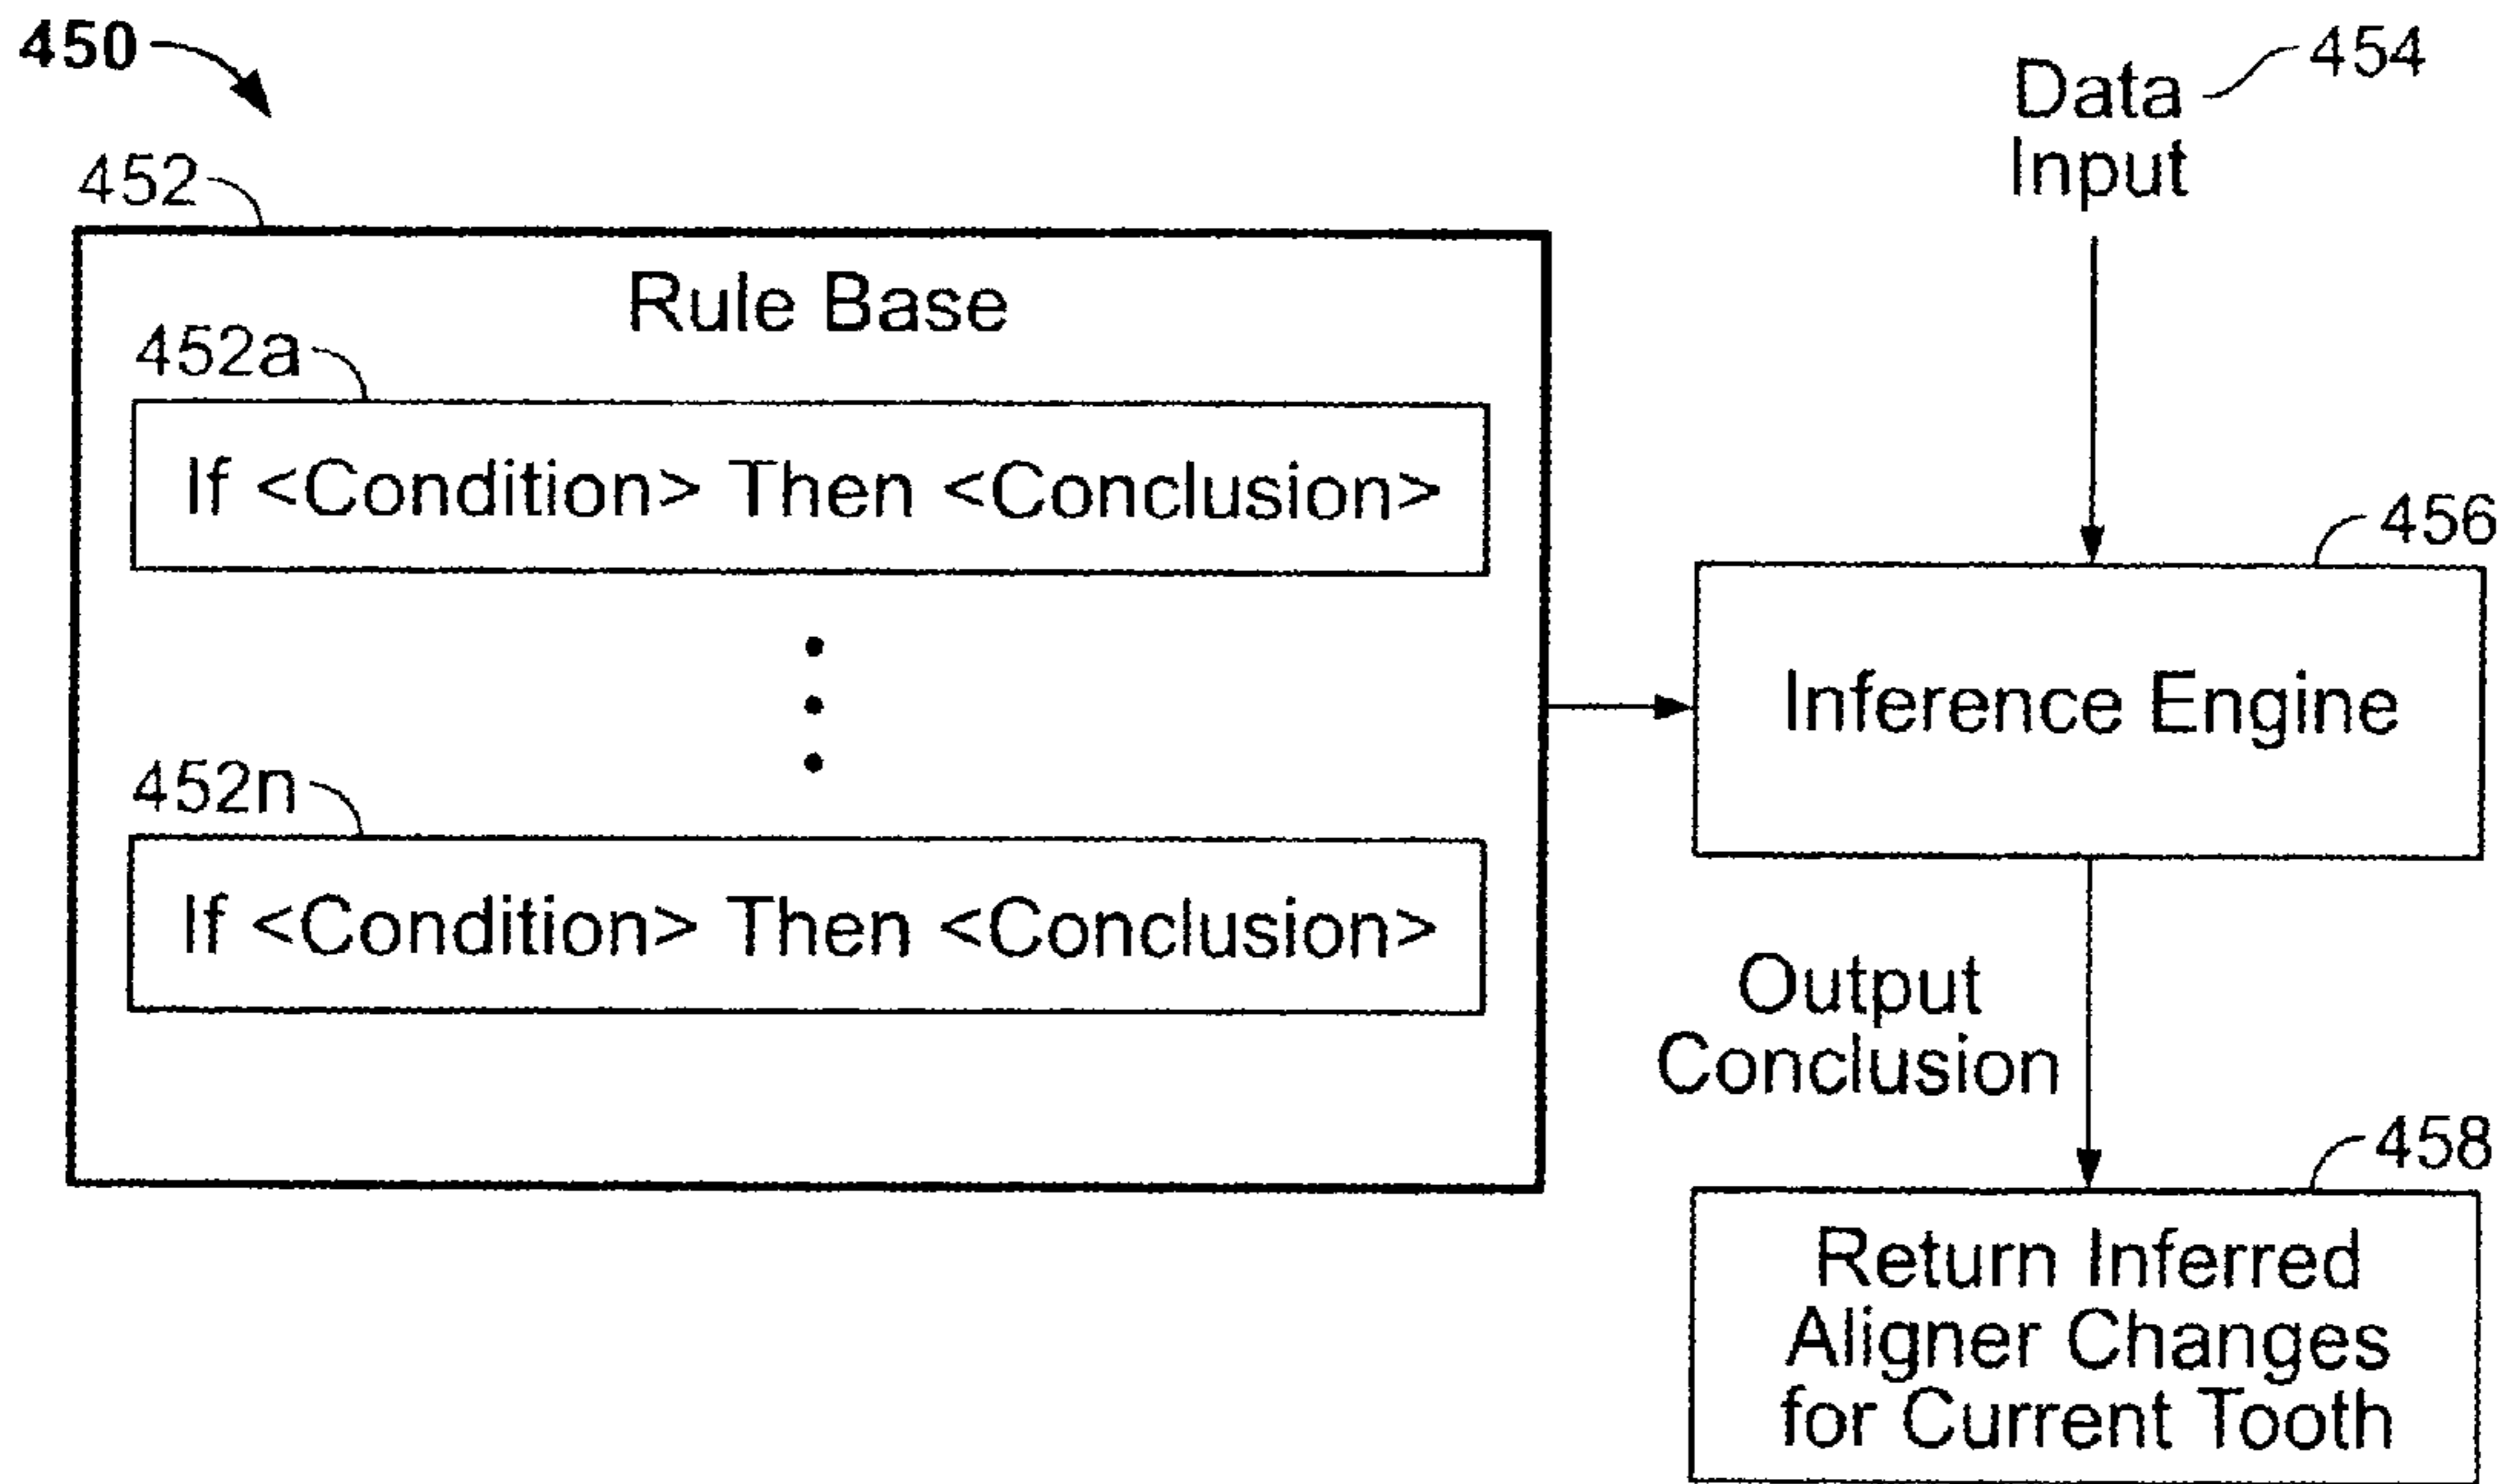 450
452
Rule Base
452a
If <Condition> Then <Conclusion>
452n
If <Condition> Then <Conclusion>
454
Data
Input
456
Inference Engine
Output
Conclusion
458
Return Inferred
Aligner Changes
for Current Tooth